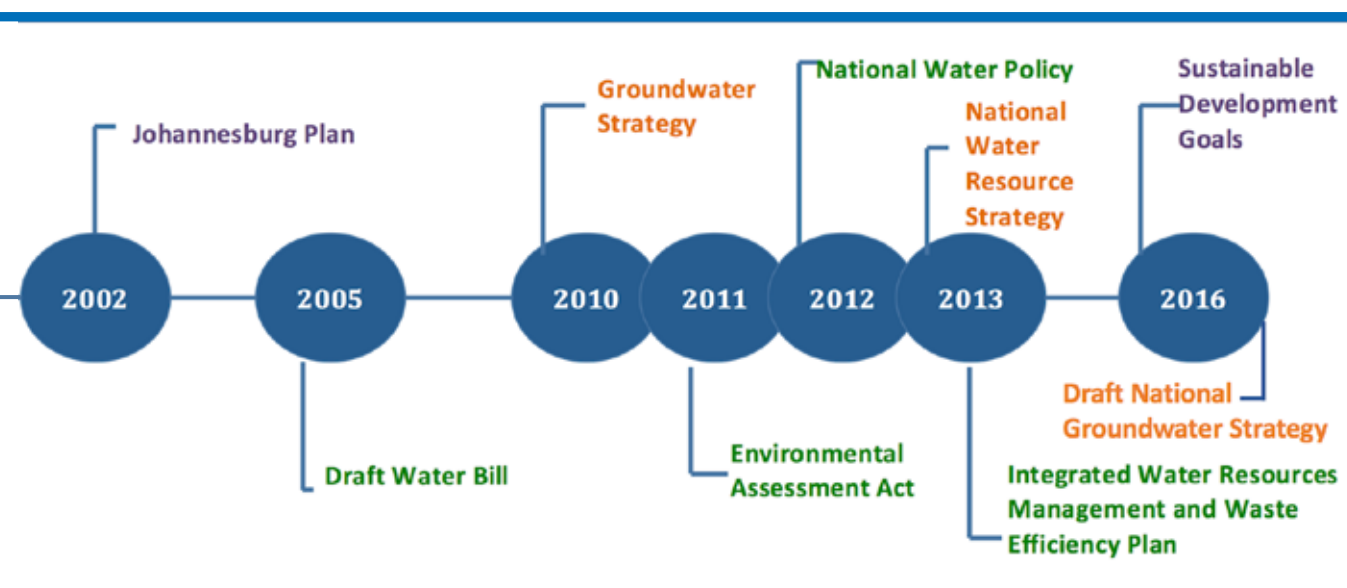 National Water Policy
Sustainable
Development
Goals
Groundwater
Strategy
National
Water
Resource
Strategy
Johannesburg Plan
2002
2005
2010
2011
2012
2013
2016
Draft National
Groundwater Strategy
Draft Water Bill
Environmental
Assessment Act
Integrated Water Resources
Management and Waste
Efficiency Plan